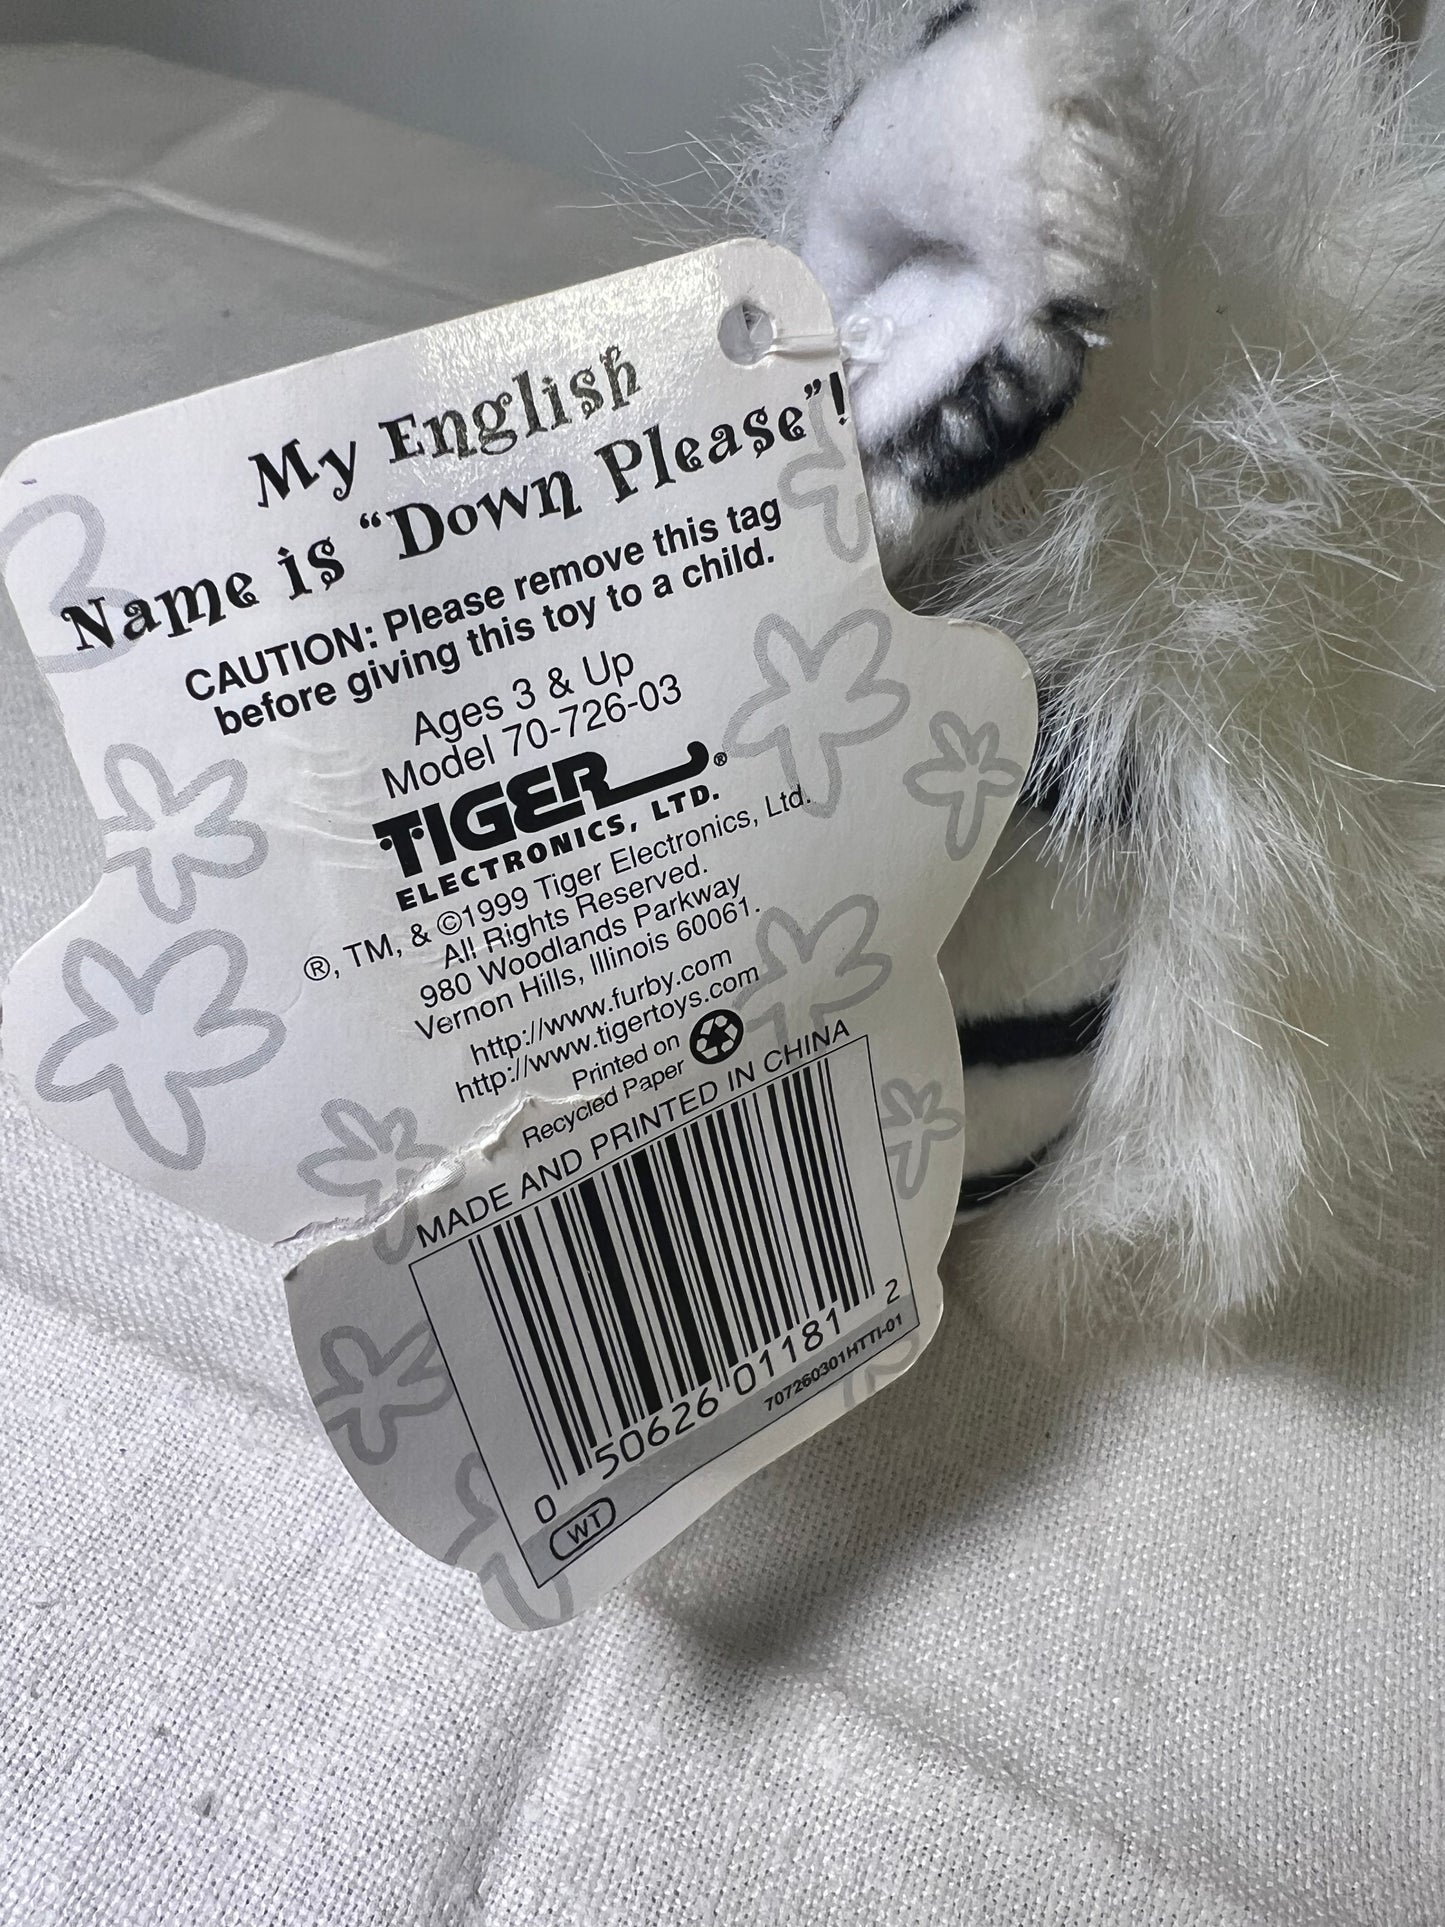 My English
Name is “Down Please”!
CAUTION: Please remove this tag
before giving this toy to a child.
Ages 3 & Up
Model 70-726-03
TIGER®
ELECTRONICS, LTD.
®, TM, & ©1999 Tiger Electronics, Ltd.
All Rights Reserved.
980 Woodlands Parkway
Vernon Hills, Illinois 60061.
http://www.furby.com
http://www.tigertoys.com
Printed on
Recycled Paper
MADE AND PRINTED IN CHINA
0 50626 01181 2
707260301HTTI-01
WT